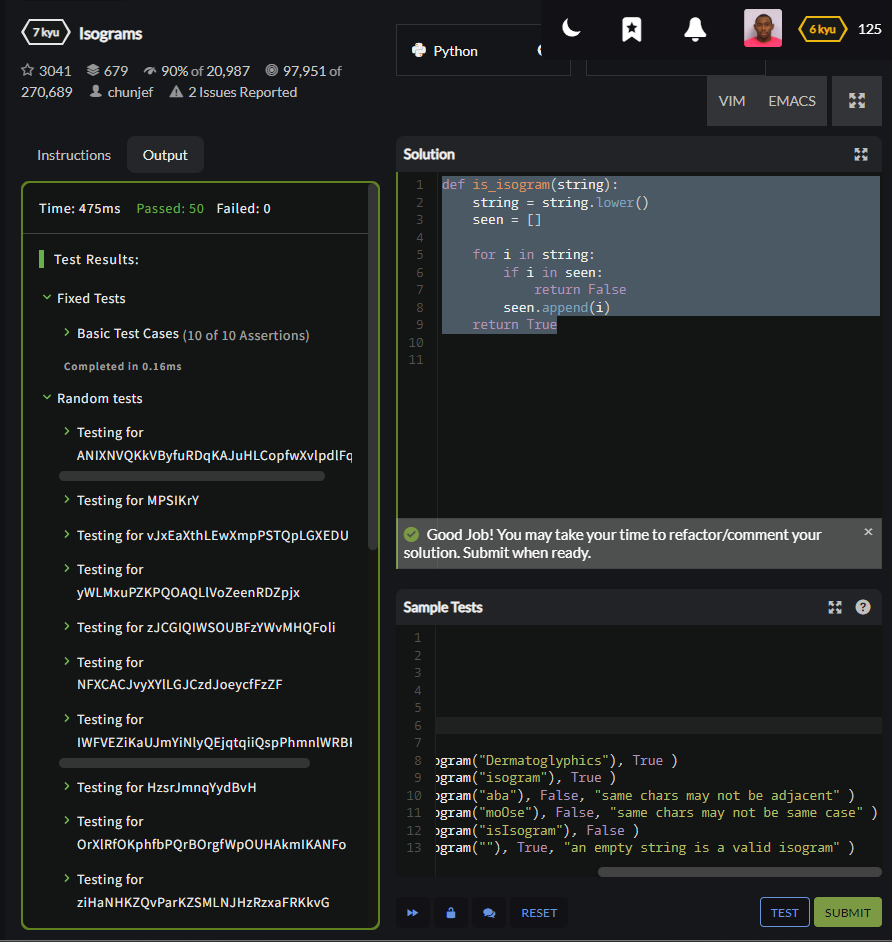 7 kyu Isograms
3041 679 90% of 20,987 97,951 of
270,689 chunjef 2 Issues Reported
Python
6 kyu 125
VIM EMACS
Instructions Output
Time: 475ms Passed: 50 Failed: 0
Test Results:
Fixed Tests
Basic Test Cases (10 of 10 Assertions)
Completed in 0.16ms
Random tests
Testing for
ANIXNVQKkVByfuRDqKAJuHLCopfwXvlpdlFq
Testing for MPSIKrY
Testing for vJxEaXthLEwXmpPSTQpLGXEDU
Testing for
yWLMxuPZKPQOAQLlVoZeenRDZpjx
Testing for zJCGIQIWSOUBFzYWvMHQFoli
Testing for
NFXCACJvyXYlLGJCzdJoeycfFzZF
Testing for
IWFVEZiKaUJmYiNlyQEjqtqiiQspPhmnlWRBI
Testing for HzsrJmnqYydBvH
Testing for
OrXlRfOKphfbPQrBOrgfWpOUHAkmIKANFo
Testing for
ziHaNHKZQvParKZSMLNJHzRzxaFRKkvG
Solution
1 def is_isogram(string):
2 string = string.lower()
3 seen = []
4
5 for i in string:
6 if i in seen:
7 return False
8 seen.append(i)
9 return True
10
11
Good Job! You may take your time to refactor/comment your
solution. Submit when ready.
Sample Tests
1
2
3
4
5
6
7
8 ogram("Dermatoglyphics"), True )
9 ogram("isogram"), True )
10 ogram("aba"), False, "same chars may not be adjacent" )
11 ogram("moOse"), False, "same chars may not be same case" )
12 ogram("isIsogram"), False )
13 ogram(""), True, "an empty string is a valid isogram" )
RESET TEST SUBMIT